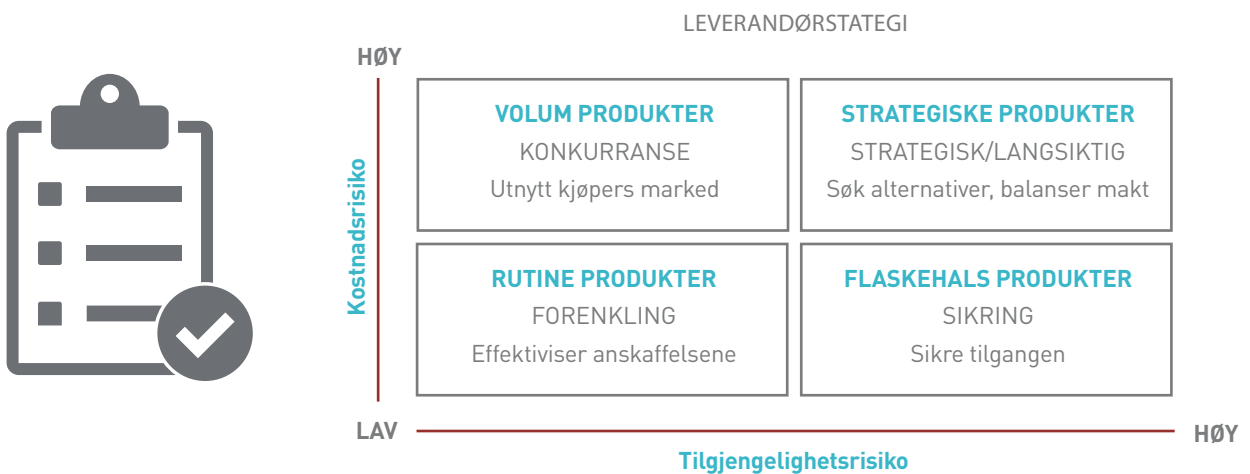 LEVERANDØRSTATEGI
HØY
VOLUM PRODUKTER
KONKURRANSE
Utnytt kjøpers marked
STRATEGISKE PRODUKTER
STRATEGISK/LANGSIKTIG
Søk alternativer, balanser makt
Kostnadsrisiko
RUTINE PRODUKTER
FORENKLING
Effektiviser anskaffelsene
FLASKEHALS PRODUKTER
SIKRING
Sikre tilgangen
LAV
HØY
Tilgjengelighetsrisiko